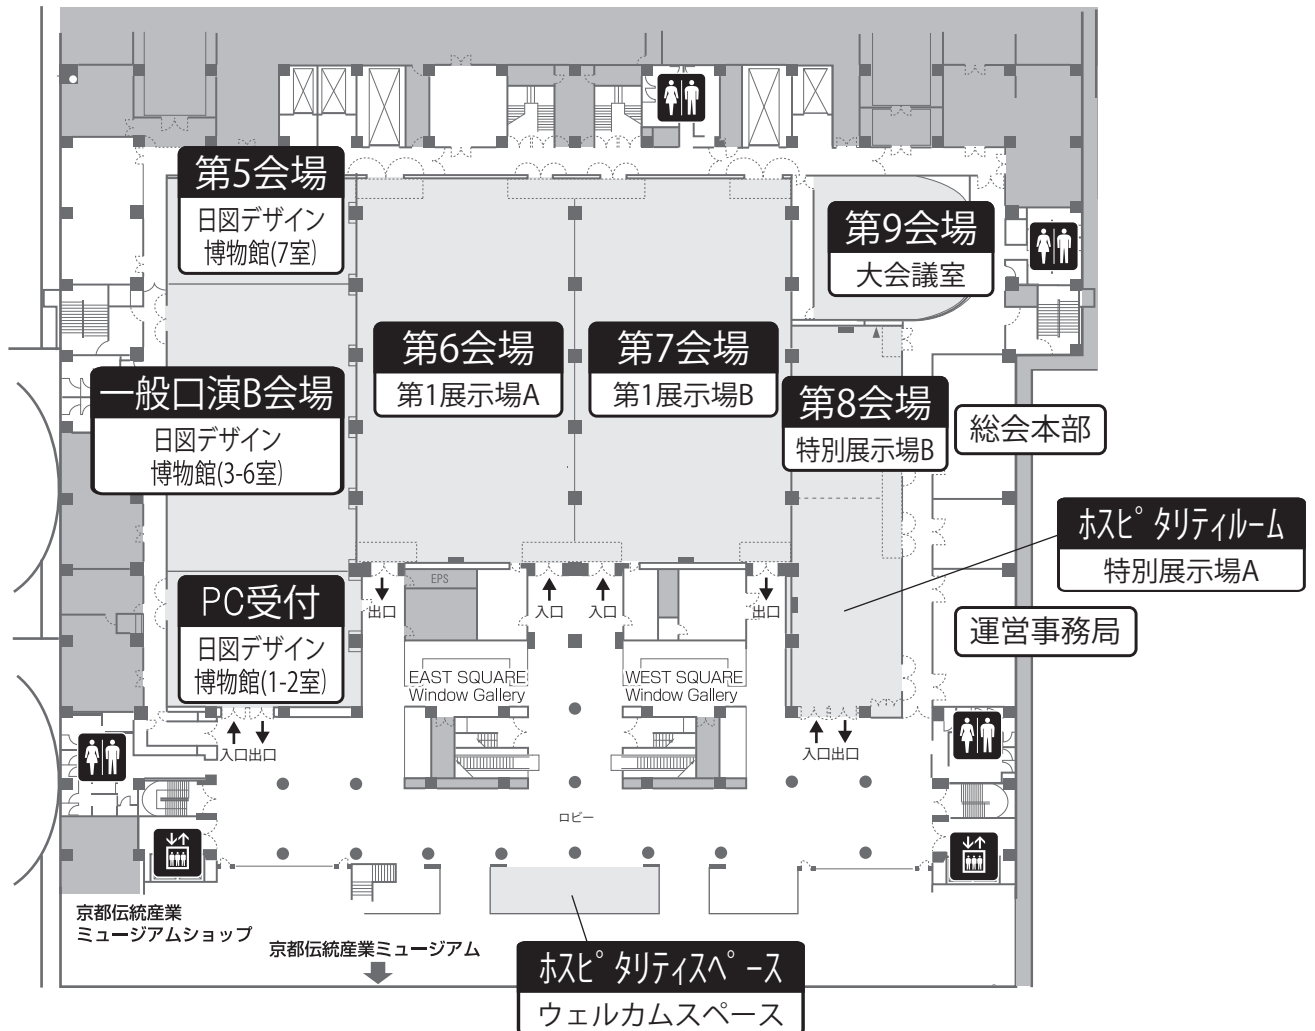 第5会場
日図デザイン
博物館(7室)
第9会場
大会議室
第6会場
第1展示場A
第7会場
第1展示場B
一般口演B会場
日図デザイン
博物館(3-6室)
第8会場
特別展示場B
総会本部
ホスピタリティルーム
特別展示場A
PC受付
日図デザイン
博物館(1-2室)
出口
EPS
入口
入口
出口
運営事務局
EAST SQUARE
Window Gallery
WEST SQUARE
Window Gallery
入口
出口
入口
出口
ロビー
京都伝統産業
ミュージアムショップ
京都伝統産業ミュージアム
ホスピタリティスペース
ウェルカムスペース